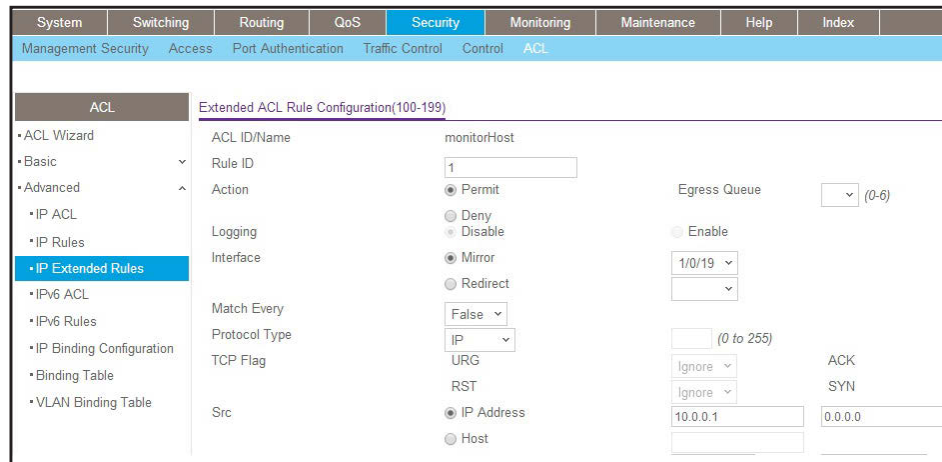 System Switching Routing QoS Security Monitoring Maintenance Help Index
Management Security Access Port Authentication Traffic Control Control ACL
ACL
ACL Wizard
Basic
Advanced
IP ACL
IP Rules
IP Extended Rules
IPv6 ACL
IPv6 Rules
IP Binding Configuration
Binding Table
VLAN Binding Table
Extended ACL Rule Configuration(100-199)
ACL ID/Name monitorHost
Rule ID 1
Action Permit Egress Queue (0-6)
Deny
Logging Disable Enable
Interface Mirror 1/0/19
Redirect
Match Every False
Protocol Type IP (0 to 255)
TCP Flag URG Ignore ACK
RST Ignore SYN
Src IP Address 10.0.0.1 0.0.0.0
Host